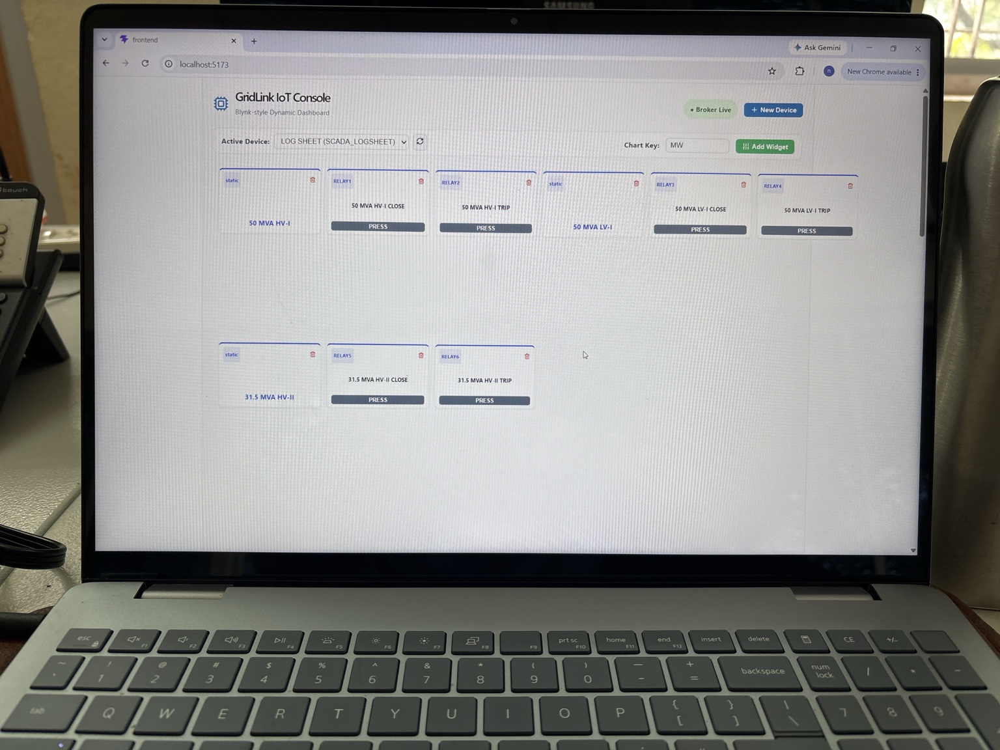 SAMSUNG
frontend
Ask Gemini
localhost:5173
n
New Chrome available
GridLink IoT Console
Blynk-style Dynamic Dashboard
• Broker Live
+ New Device
Active Device:
LOG SHEET (SCADA_LOGSHEET)
Chart Key:
MW
Add Widget
static
50 MVA HV-I
RELAY1
50 MVA HV-I CLOSE
PRESS
RELAY2
50 MVA HV-I TRIP
PRESS
static
50 MVA LV-I
RELAY3
50 MVA LV-I CLOSE
PRESS
RELAY4
50 MVA LV-I TRIP
PRESS
static
31.5 MVA HV-II
RELAY5
31.5 MVA HV-II CLOSE
PRESS
RELAY6
31.5 MVA HV-II TRIP
PRESS
touch
esc F1 F2 F3 F4 F5 F6 F7 F8 F9 prt sc F10 home F11 end F12 insert delete CE +/-
~ ` ! 1 @ 2 # 3 $ 4 % 5 ^ 6 & 7 * 8 ( 9 ) 0 — - + = backspace num lock / * -
tab Q W E R T Y U I O P { [ } ] | \ 7 8 9